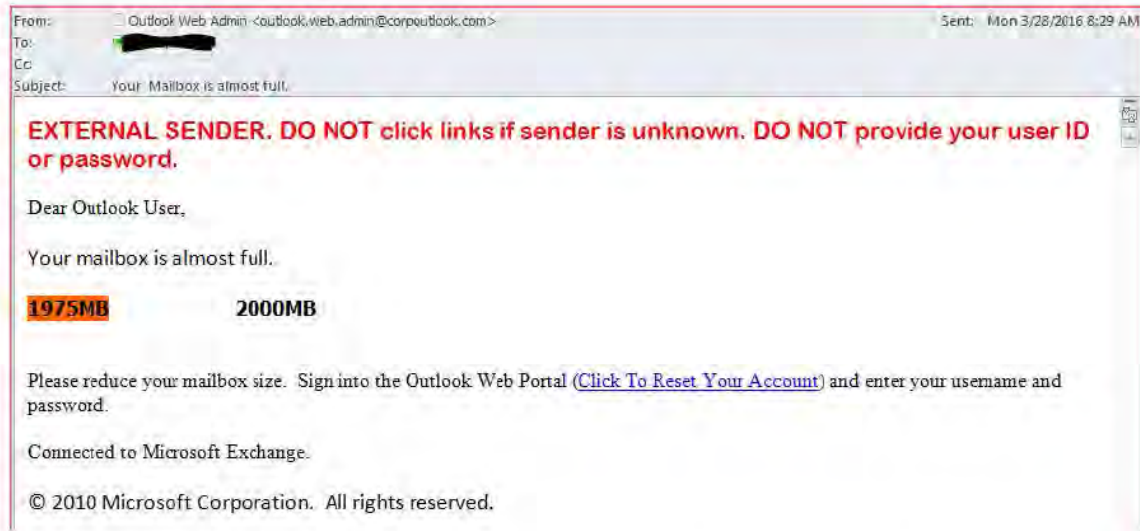 From: Outlook Web Admin <outlook.web.admin@corpoutlook.com> Sent: Mon 3/28/2016 8:29 AM
To:
Cc:
Subject: Your Mailbox is almost full.
EXTERNAL SENDER. DO NOT click links if sender is unknown. DO NOT provide your user ID
or password.
Dear Outlook User,
Your mailbox is almost full.
1975MB 2000MB
Please reduce your mailbox size. Sign into the Outlook Web Portal (Click To Reset Your Account) and enter your username and
password.
Connected to Microsoft Exchange.
© 2010 Microsoft Corporation. All rights reserved.